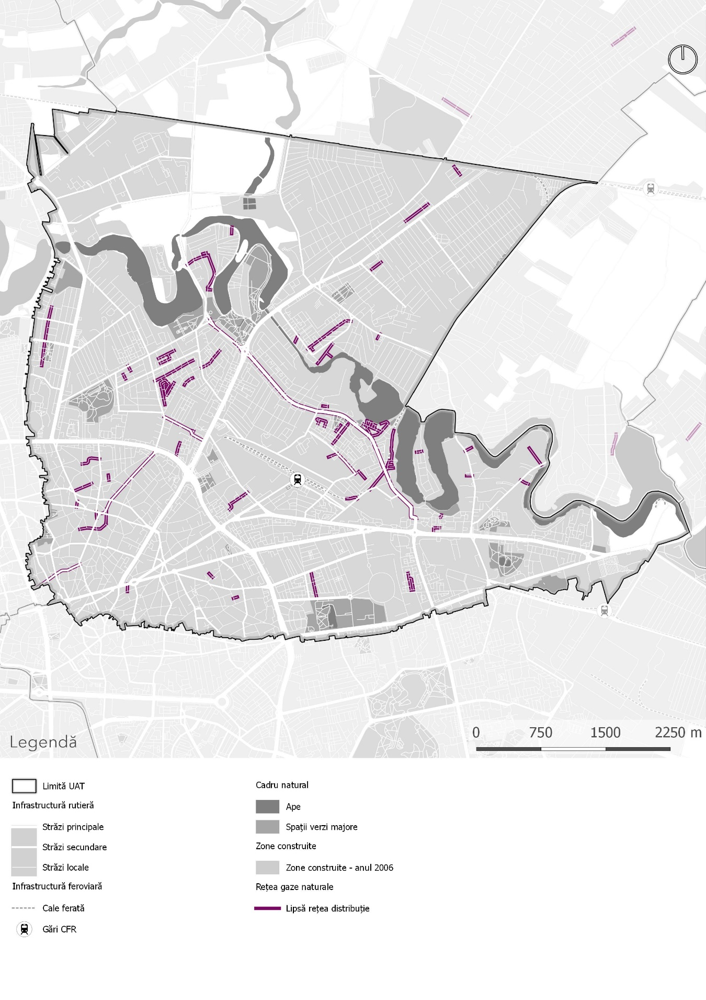 0 750 1500 2250 m
Legendă
Limită UAT
Infrastructură rutieră
Străzi principale
Străzi secundare
Străzi locale
Infrastructură feroviară
Cale ferată
Gări CFR
Cadru natural
Ape
Spații verzi majore
Zone construite
Zone construite - anul 2006
Rețea gaze naturale
Lipsă rețea distribuție